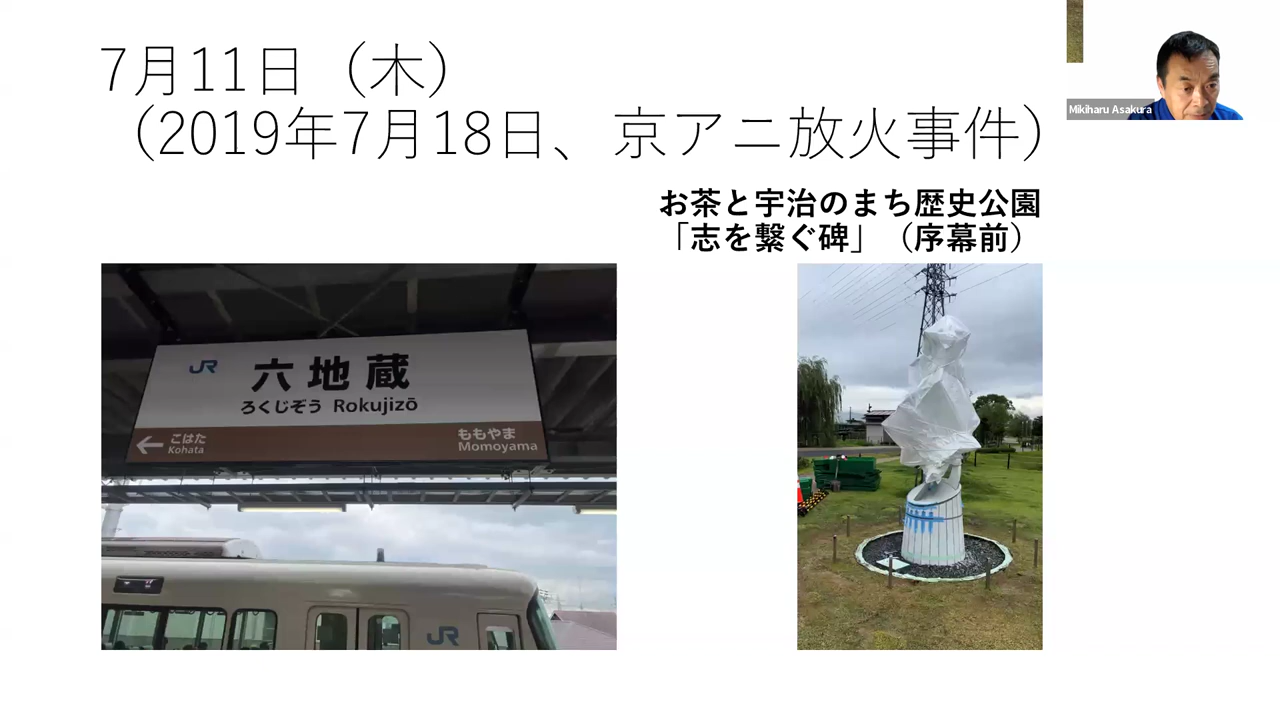 7月11日（木）
（2019年7月18日、京アニ放火事件）
Mikiharu Asakura
お茶と宇治のまち歴史公園
「志を繋ぐ碑」（序幕前）
JR 六地蔵
ろくじぞう Rokujizō
こはた
Kohata
ももやま
Momoyama
JR